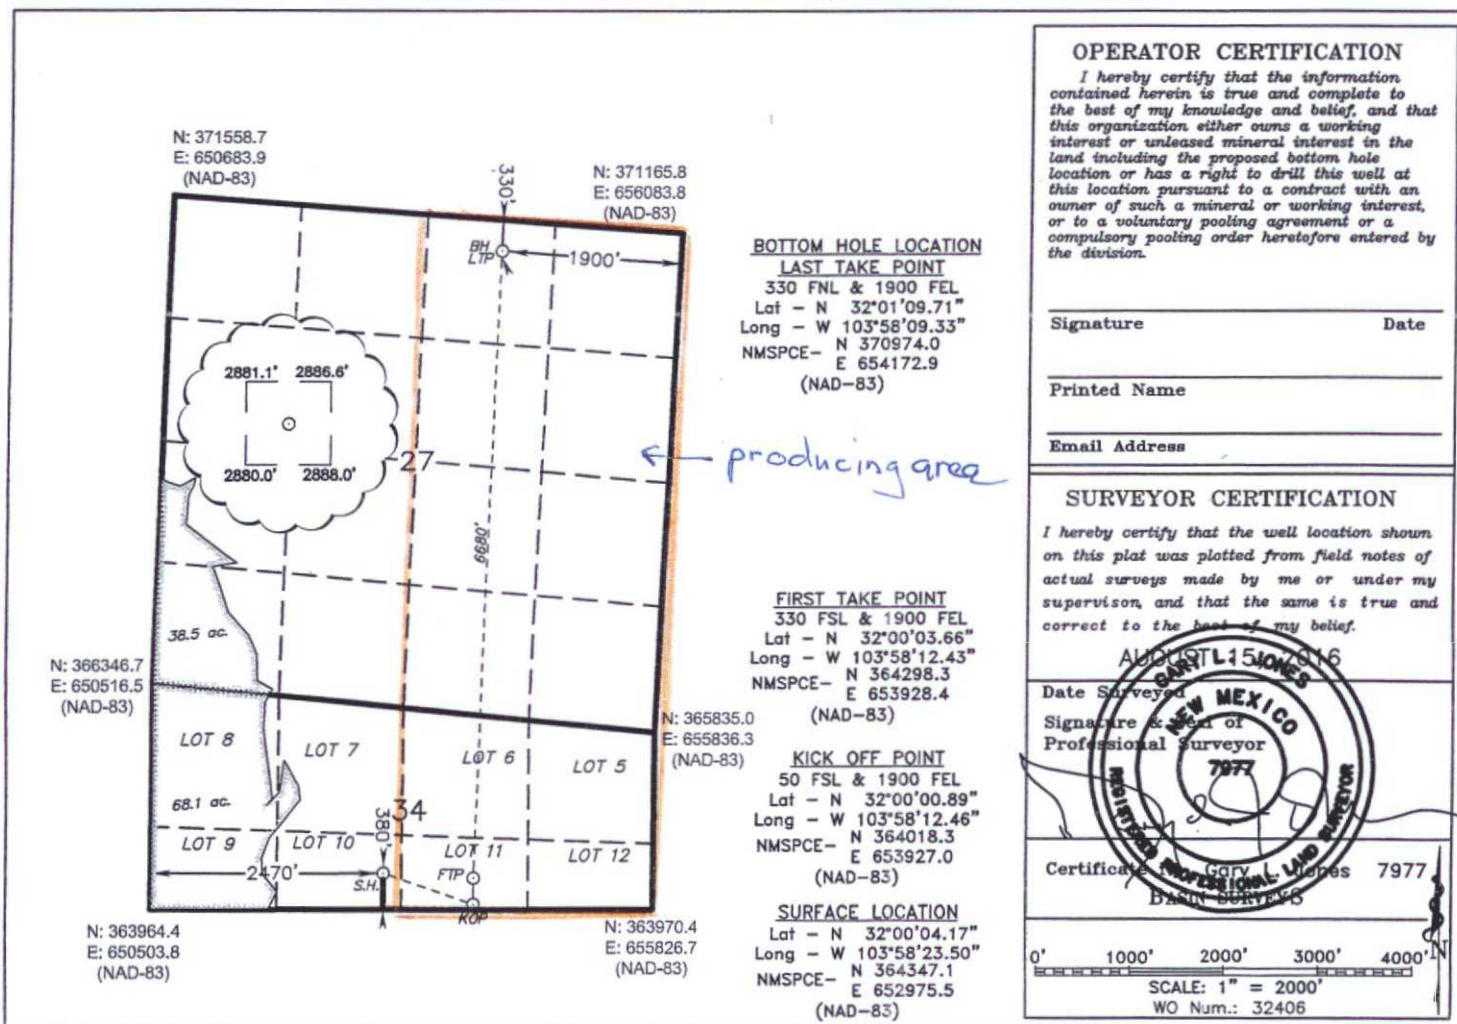 N: 371558.7
E: 650683.9
(NAD-83)
330'
N: 371165.8
E: 656083.8
(NAD-83)
BH
LTP
1900'
2881.1'
2886.6'
2880.0'
2888.0'
27
6680'
38.5 ac.
N: 366346.7
E: 650516.5
(NAD-83)
N: 365835.0
E: 655836.3
(NAD-83)
LOT 8
LOT 7
LOT 6
LOT 5
68.1 ac.
34
380'
LOT 9
LOT 10
LOT 11
LOT 12
2470'
S.H.
FTP
KOP
N: 363964.4
E: 650503.8
(NAD-83)
N: 363970.4
E: 655826.7
(NAD-83)
BOTTOM HOLE LOCATION
LAST TAKE POINT
330 FNL & 1900 FEL
Lat - N 32°01'09.71"
Long - W 103°58'09.33"
NMSPCE- N 370974.0
E 654172.9
(NAD-83)
← producing area
FIRST TAKE POINT
330 FSL & 1900 FEL
Lat - N 32°00'03.66"
Long - W 103°58'12.43"
NMSPCE- N 364298.3
E 653928.4
(NAD-83)
KICK OFF POINT
50 FSL & 1900 FEL
Lat - N 32°00'00.89"
Long - W 103°58'12.46"
NMSPCE- N 364018.3
E 653927.0
(NAD-83)
SURFACE LOCATION
Lat - N 32°00'04.17"
Long - W 103°58'23.50"
NMSPCE- N 364347.1
E 652975.5
(NAD-83)
OPERATOR CERTIFICATION
I hereby certify that the information
contained herein is true and complete to
the best of my knowledge and belief, and that
this organization either owns a working
interest or unleased mineral interest in the
land including the proposed bottom hole
location or has a right to drill this well at
this location pursuant to a contract with an
owner of such a mineral or working interest,
or to a voluntary pooling agreement or a
compulsory pooling order heretofore entered by
the division.
Signature Date
Printed Name
Email Address
SURVEYOR CERTIFICATION
I hereby certify that the well location shown
on this plat was plotted from field notes of
actual surveys made by me or under my
supervison, and that the same is true and
correct to the best of my belief.
AUGUST 15, 2016
Date Surveyed
Signature & Seal of
Professional Surveyor
GARY L. JONES
NEW MEXICO
7977
REGISTERED PROFESSIONAL LAND SURVEYOR
Certificate Gary Jones 7977
BASIN SURVEYS
N
0' 1000' 2000' 3000' 4000'
SCALE: 1" = 2000'
WO Num.: 32406